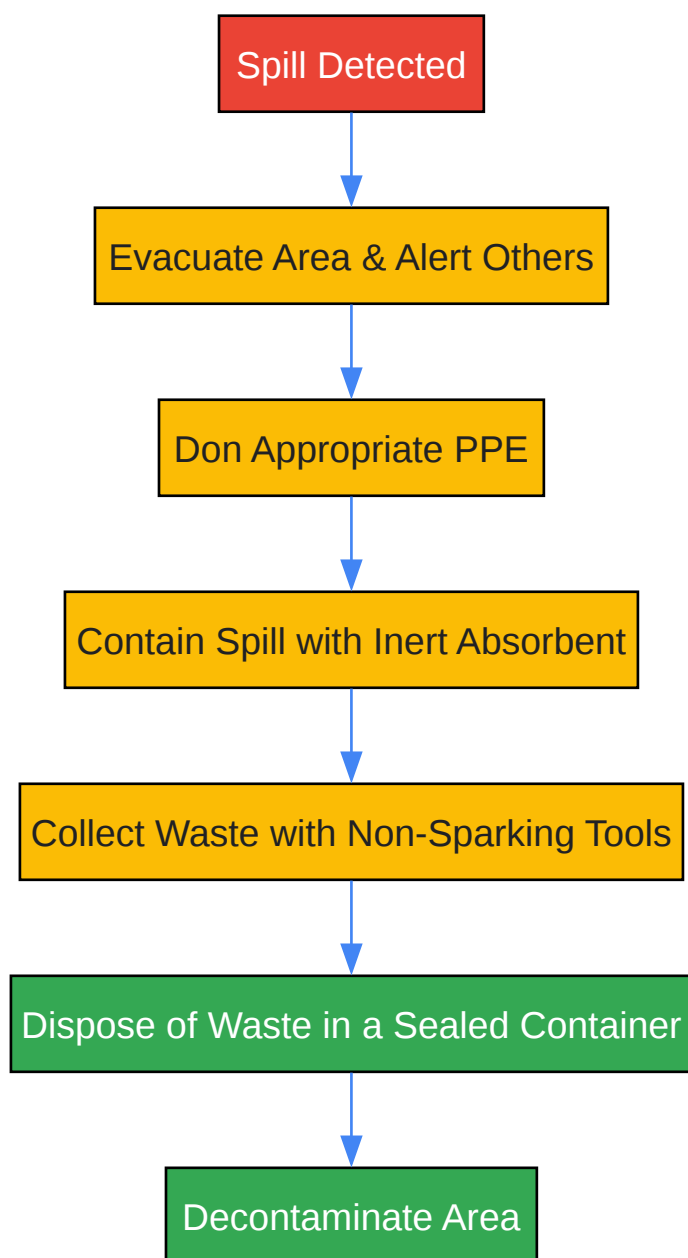 Spill Detected
Evacuate Area & Alert Others
Don Appropriate PPE
Contain Spill with Inert Absorbent
Collect Waste with Non-Sparking Tools
Dispose of Waste in a Sealed Container
Decontaminate Area